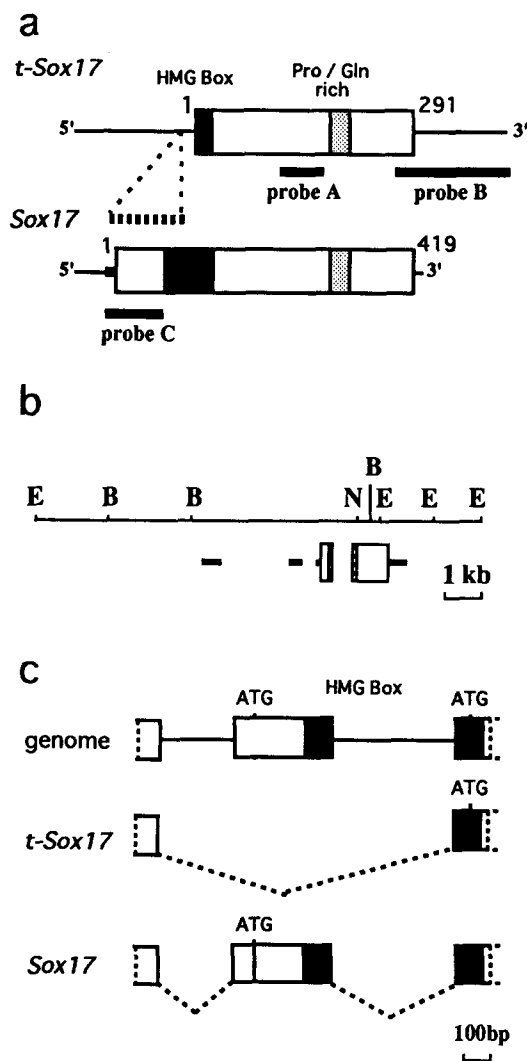 a
t-Sox17
HMG Box
Pro / Gln
rich
1
291
5'
3'
probe A
probe B
Sox17
1
419
5'
3'
probe C
b
B
E B B N E E E
1 kb
c
HMG Box
ATG
ATG
genome
ATG
t-Sox17
ATG
Sox17
100bp